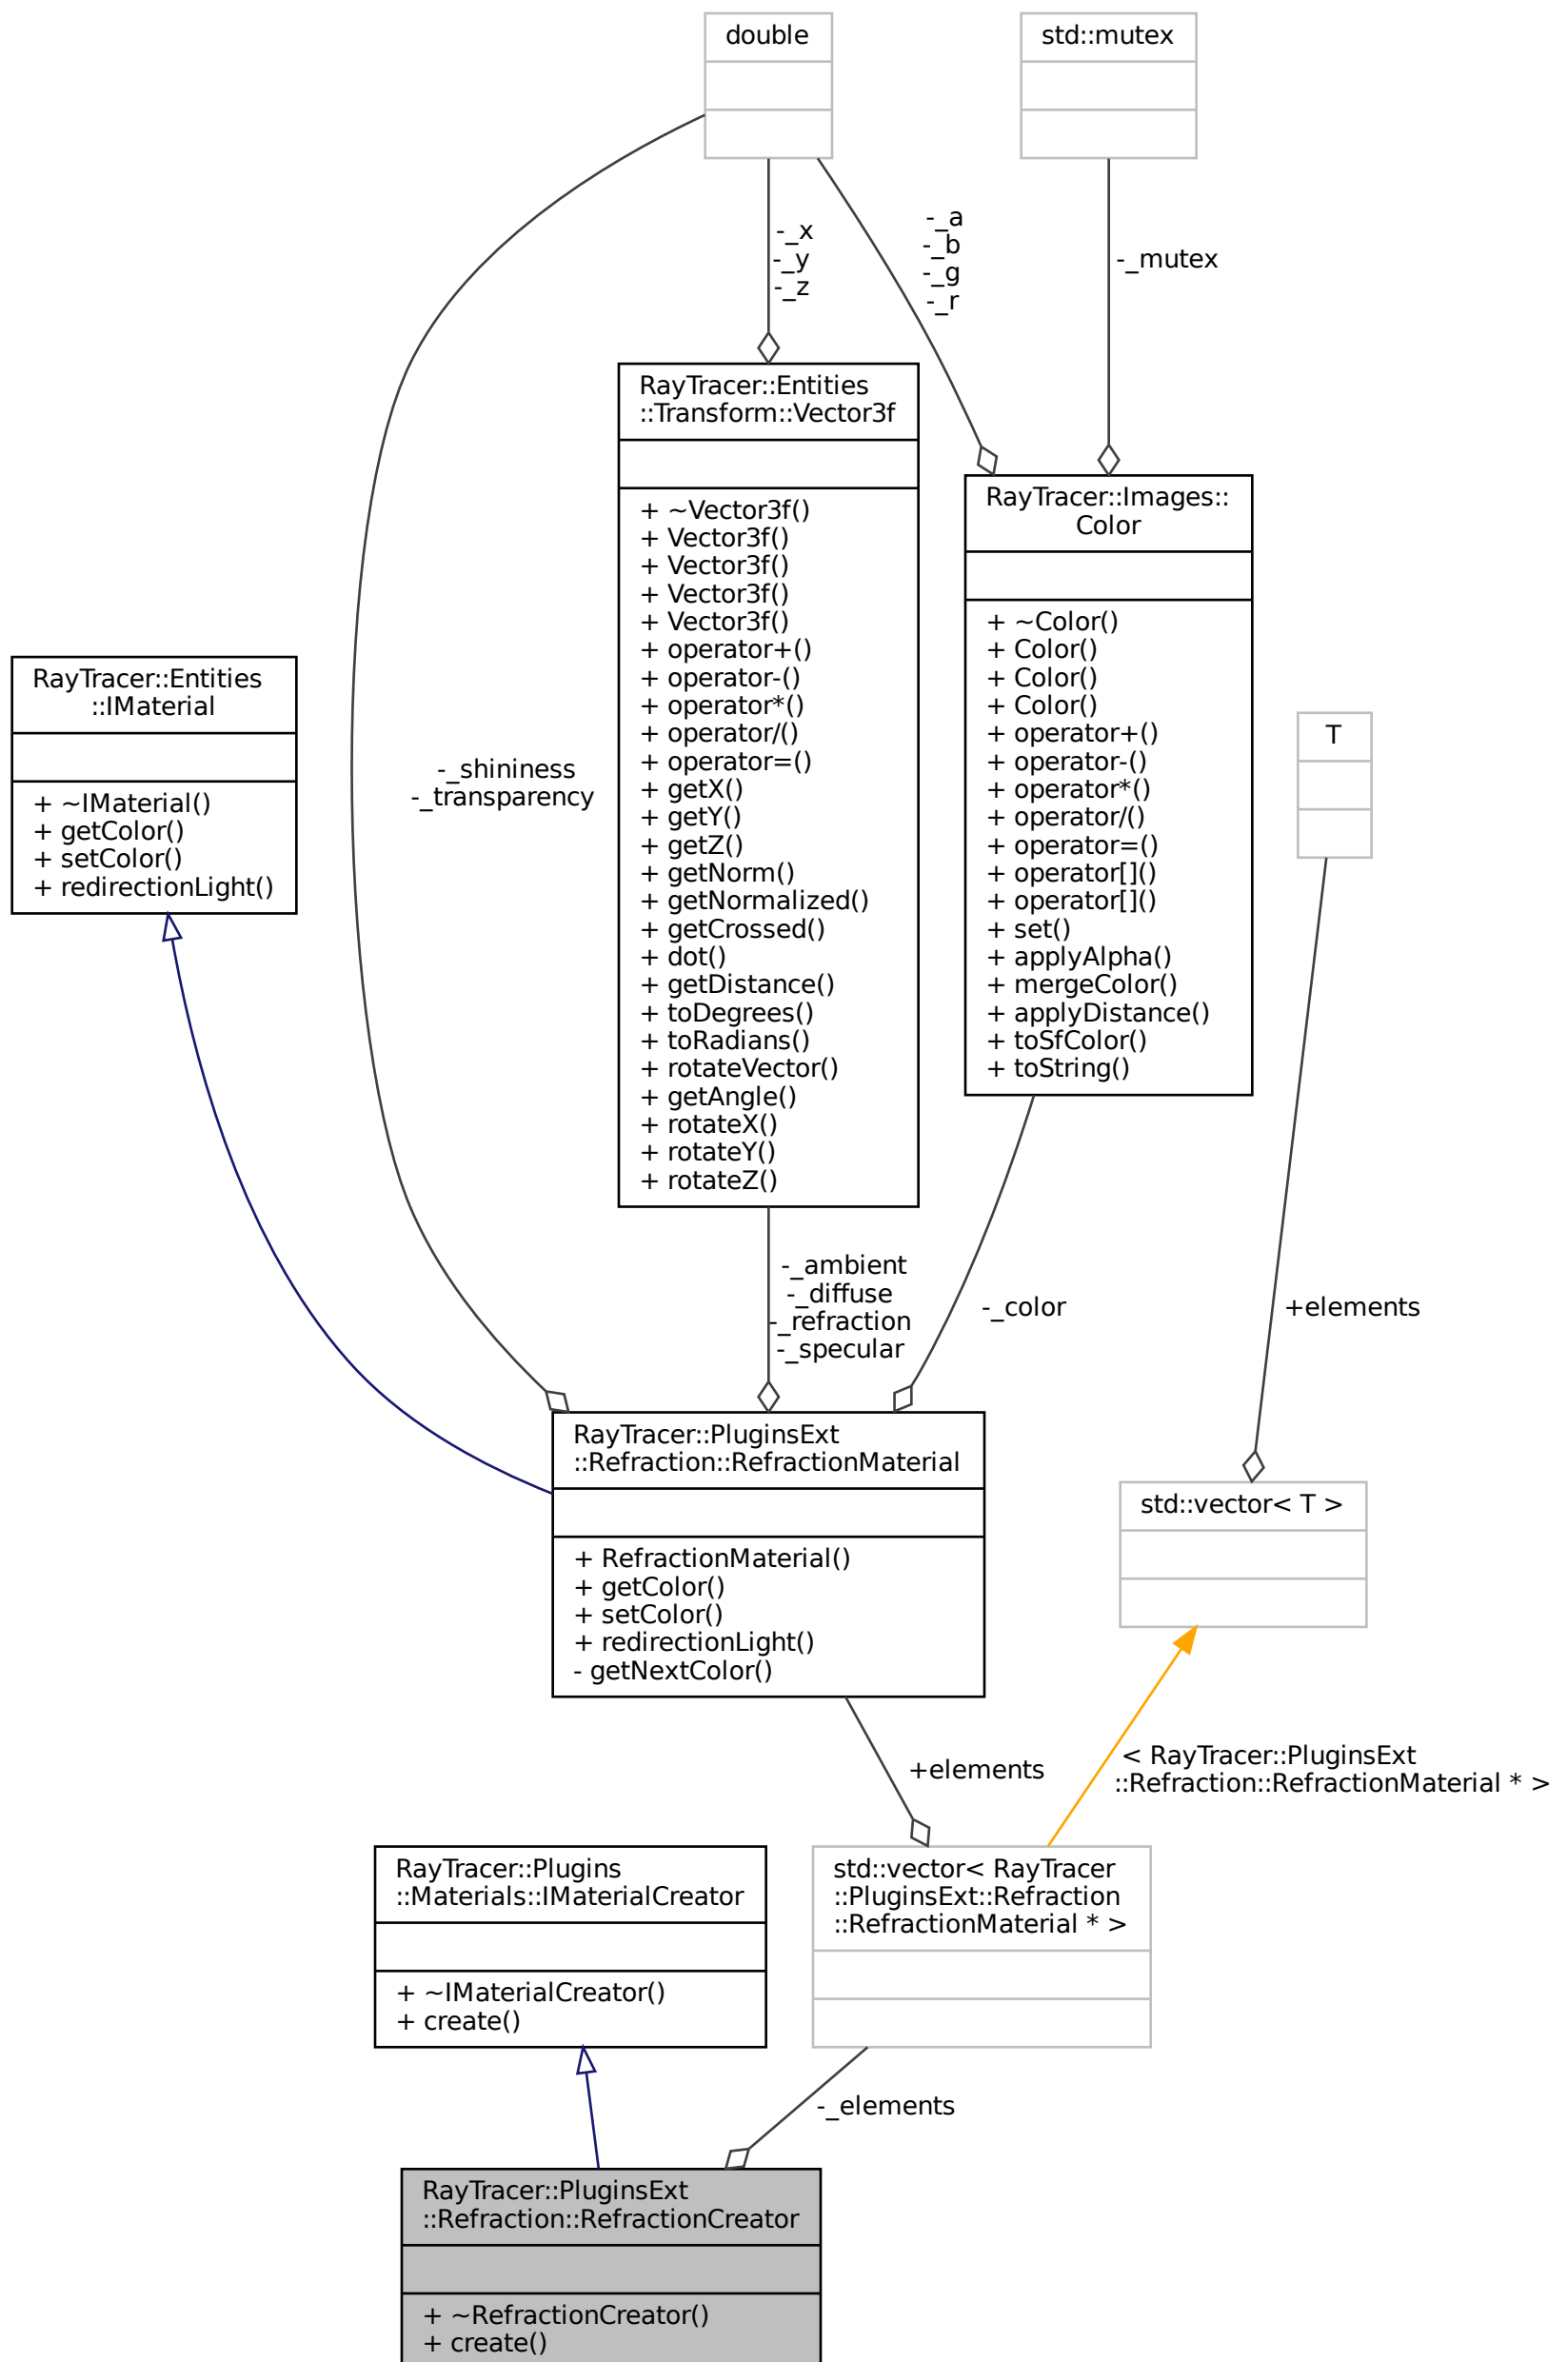 double
std::mutex
-_x
-_y
-_z
-_a
-_b
-_g
-_r
-_mutex
RayTracer::Entities
::Transform::Vector3f
+ ~Vector3f()
+ Vector3f()
+ Vector3f()
+ Vector3f()
+ Vector3f()
+ operator+()
+ operator-()
+ operator*()
+ operator/()
+ operator=()
+ getX()
+ getY()
+ getZ()
+ getNorm()
+ getNormalized()
+ getCrossed()
+ dot()
+ getDistance()
+ toDegrees()
+ toRadians()
+ rotateVector()
+ getAngle()
+ rotateX()
+ rotateY()
+ rotateZ()
RayTracer::Images::
Color
+ ~Color()
+ Color()
+ Color()
+ Color()
+ operator+()
+ operator-()
+ operator*()
+ operator/()
+ operator=()
+ operator[]()
+ operator[]()
+ set()
+ applyAlpha()
+ mergeColor()
+ applyDistance()
+ toSfColor()
+ toString()
RayTracer::Entities
::IMaterial
+ ~IMaterial()
+ getColor()
+ setColor()
+ redirectionLight()
T
-_shininess
-_transparency
-_ambient
-_diffuse
-_refraction
-_specular
-_color
+elements
RayTracer::PluginsExt
::Refraction::RefractionMaterial
+ RefractionMaterial()
+ getColor()
+ setColor()
+ redirectionLight()
- getNextColor()
std::vector< T >
+elements
< RayTracer::PluginsExt
::Refraction::RefractionMaterial * >
RayTracer::Plugins
::Materials::IMaterialCreator
+ ~IMaterialCreator()
+ create()
std::vector< RayTracer
::PluginsExt::Refraction
::RefractionMaterial * >
-_elements
RayTracer::PluginsExt
::Refraction::RefractionCreator
+ ~RefractionCreator()
+ create()